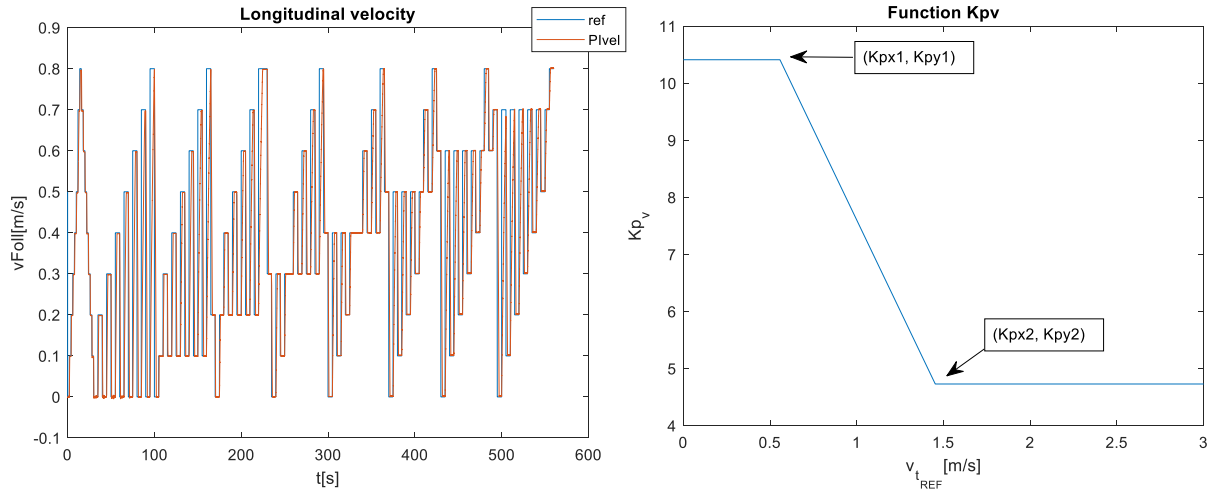 Longitudinal velocity
ref
PIvel
0.9
0.8
0.7
0.6
0.5
0.4
0.3
0.2
0.1
0
-0.1
vFoll[m/s]
0 100 200 300 400 500 600
t[s]
Function Kpv
(Kpx1, Kpy1)
(Kpx2, Kpy2)
11
10
9
8
7
6
5
4
Kpv
0 0.5 1 1.5 2 2.5 3
vtREF [m/s]